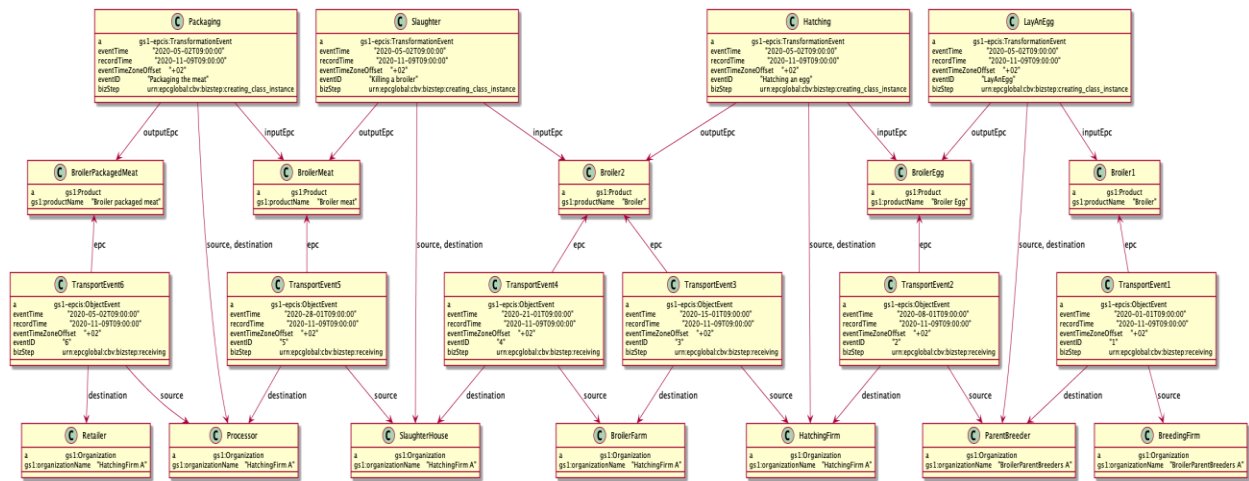 C Packaging
a gs1-epcis:TransformationEvent
eventTime "2020-05-02T09:00:00"
recordTime "2020-11-09T09:00:00"
eventTimeZoneOffset "+02"
eventID "Packaging the meat"
bizStep urn:epcglobal:cbv:bizstep:creating_class_instance
C Slaughter
a gs1-epcis:TransformationEvent
eventTime "2020-05-02T09:00:00"
recordTime "2020-11-09T09:00:00"
eventTimeZoneOffset "+02"
eventID "Killing a broiler"
bizStep urn:epcglobal:cbv:bizstep:creating_class_instance
C Hatching
a gs1-epcis:TransformationEvent
eventTime "2020-05-02T09:00:00"
recordTime "2020-11-09T09:00:00"
eventTimeZoneOffset "+02"
eventID "Hatching an egg"
bizStep urn:epcglobal:cbv:bizstep:creating_class_instance
C LayAnEgg
a gs1-epcis:TransformationEvent
eventTime "2020-05-02T09:00:00"
recordTime "2020-11-09T09:00:00"
eventTimeZoneOffset "+02"
eventID "LayAnEgg"
bizStep urn:epcglobal:cbv:bizstep:creating_class_instance
outputEpc
inputEpc
outputEpc
inputEpc
outputEpc
inputEpc
outputEpc
inputEpc
C BroilerPackagedMeat
a gs1:Product
gs1:productName "Broiler packaged meat"
C BroilerMeat
a gs1:Product
gs1:productName "Broiler meat"
C Broiler2
a gs1:Product
gs1:productName "Broiler"
C BroilerEgg
a gs1:Product
gs1:productName "Broiler Egg"
C Broiler1
a gs1:Product
gs1:productName "Broiler"
epc
source, destination
epc
source, destination
epc
epc
source, destination
epc
source, destination
epc
C TransportEvent6
a gs1-epcis:ObjectEvent
eventTime "2020-05-02T09:00:00"
recordTime "2020-11-09T09:00:00"
eventTimeZoneOffset "+02"
eventID "6"
bizStep urn:epcglobal:cbv:bizstep:receiving
C TransportEvent5
a gs1-epcis:ObjectEvent
eventTime "2020-28-01T09:00:00"
recordTime "2020-11-09T09:00:00"
eventTimeZoneOffset "+02"
eventID "5"
bizStep urn:epcglobal:cbv:bizstep:receiving
C TransportEvent4
a gs1-epcis:ObjectEvent
eventTime "2020-21-01T09:00:00"
recordTime "2020-11-09T09:00:00"
eventTimeZoneOffset "+02"
eventID "4"
bizStep urn:epcglobal:cbv:bizstep:receiving
C TransportEvent3
a gs1-epcis:ObjectEvent
eventTime "2020-15-01T09:00:00"
recordTime "2020-11-09T09:00:00"
eventTimeZoneOffset "+02"
eventID "3"
bizStep urn:epcglobal:cbv:bizstep:receiving
C TransportEvent2
a gs1-epcis:ObjectEvent
eventTime "2020-08-01T09:00:00"
recordTime "2020-11-09T09:00:00"
eventTimeZoneOffset "+02"
eventID "2"
bizStep urn:epcglobal:cbv:bizstep:receiving
C TransportEvent1
a gs1-epcis:ObjectEvent
eventTime "2020-01-01T09:00:00"
recordTime "2020-11-09T09:00:00"
eventTimeZoneOffset "+02"
eventID "1"
bizStep urn:epcglobal:cbv:bizstep:receiving
destination
source
destination
source
destination
source
destination
source
destination
source
destination
source
C Retailer
a gs1:Organization
gs1:organizationName "HatchingFirm A"
C Processor
a gs1:Organization
gs1:organizationName "HatchingFirm A"
C SlaughterHouse
a gs1:Organization
gs1:organizationName "HatchingFirm A"
C BroilerFarm
a gs1:Organization
gs1:organizationName "HatchingFirm A"
C HatchingFirm
a gs1:Organization
gs1:organizationName "HatchingFirm A"
C ParentBreeder
a gs1:Organization
gs1:organizationName "BroilerParentBreeders A"
C BreedingFirm
a gs1:Organization
gs1:organizationName "BroilerParentBreeders A"